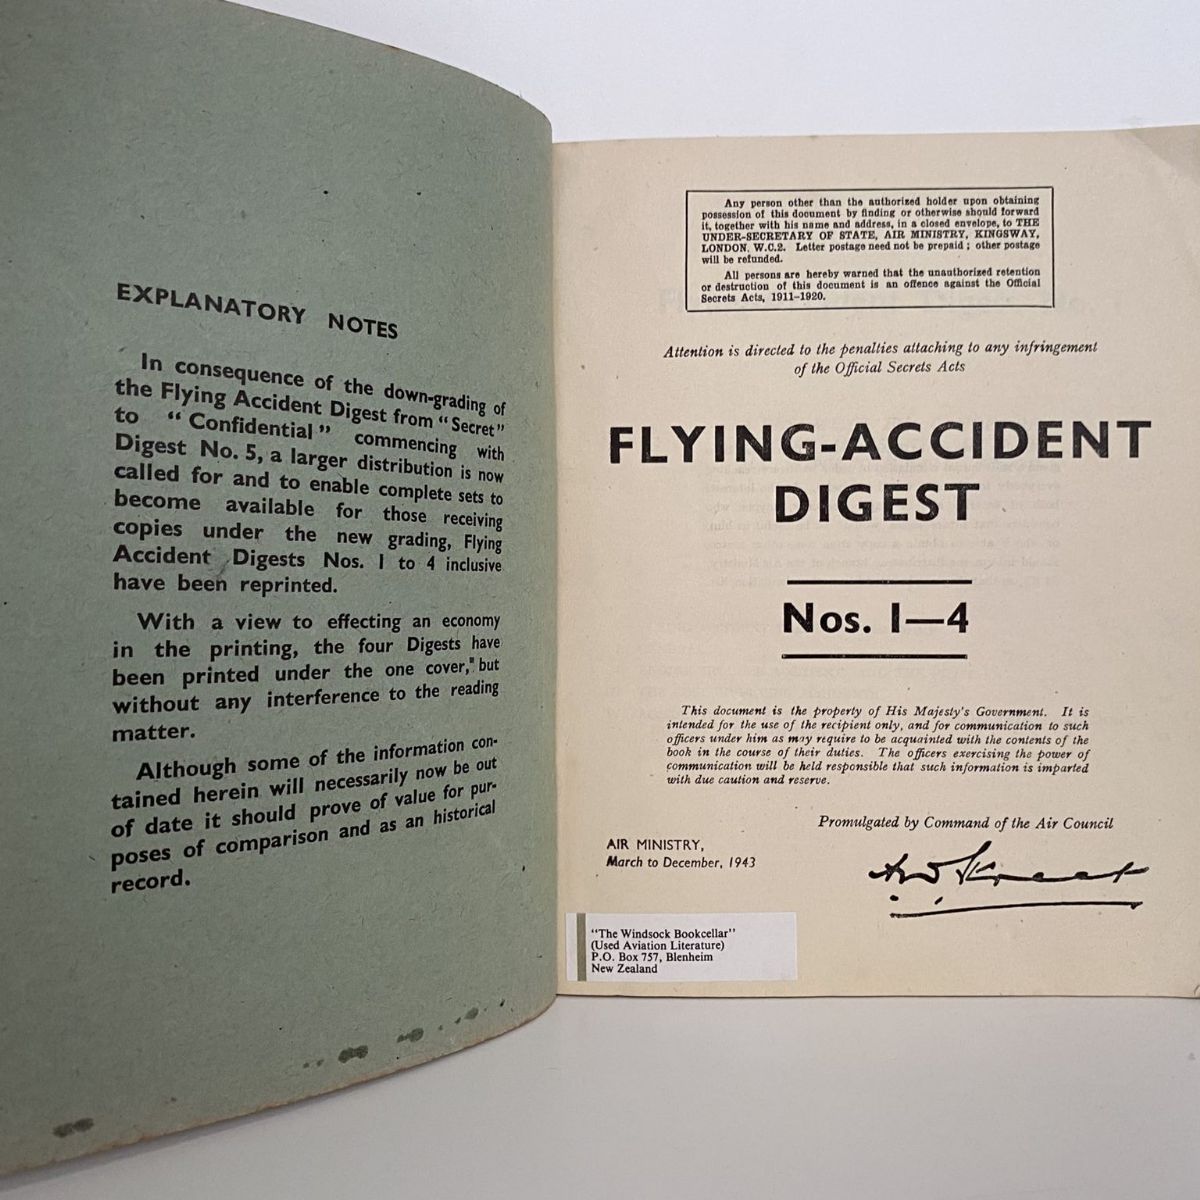 EXPLANATORY NOTES
In consequence of the down-grading of
the Flying Accident Digest from "Secret"
to "Confidential" commencing with
Digest No. 5, a larger distribution is now
called for and to enable complete sets to
become available for those receiving
copies under the new grading, Flying
Accident Digests Nos. 1 to 4 inclusive
have been reprinted.
With a view to effecting an economy
in the printing, the four Digests have
been printed under the one cover, but
without any interference to the reading
matter.
Although some of the information con-
tained herein will necessarily now be out
of date it should prove of value for pur-
poses of comparison and as an historical
record.
Any person other than the authorised holder upon obtaining
possession of this document by finding or otherwise should forward
it, together with his name and address, in a closed envelope, to THE
UNDER-SECRETARY OF STATE, AIR MINISTRY, KINGSWAY,
LONDON, W.C.2. Letter postage need not be prepaid; other postage
will be refunded.
All persons are hereby warned that the unauthorized retention
or destruction of this document is an offence against the Official
Secrets Acts, 1911-1920.
Attention is directed to the penalties attaching to any infringement
of the Official Secrets Acts
FLYING-ACCIDENT
DIGEST
Nos. 1—4
This document is the property of His Majesty's Government. It is
intended for the use of the recipient only, and for communication to such
officers under him as may require to be acquainted with the contents of the
book in the course of their duties. The officers exercising the power of
communication will be held responsible that such information is imparted
with due caution and reserve.
Promulgated by Command of the Air Council
AIR MINISTRY,
March to December, 1943
"The Windsock Bookcellar"
(Used Aviation Literature)
P.O. Box 757, Blenheim
New Zealand